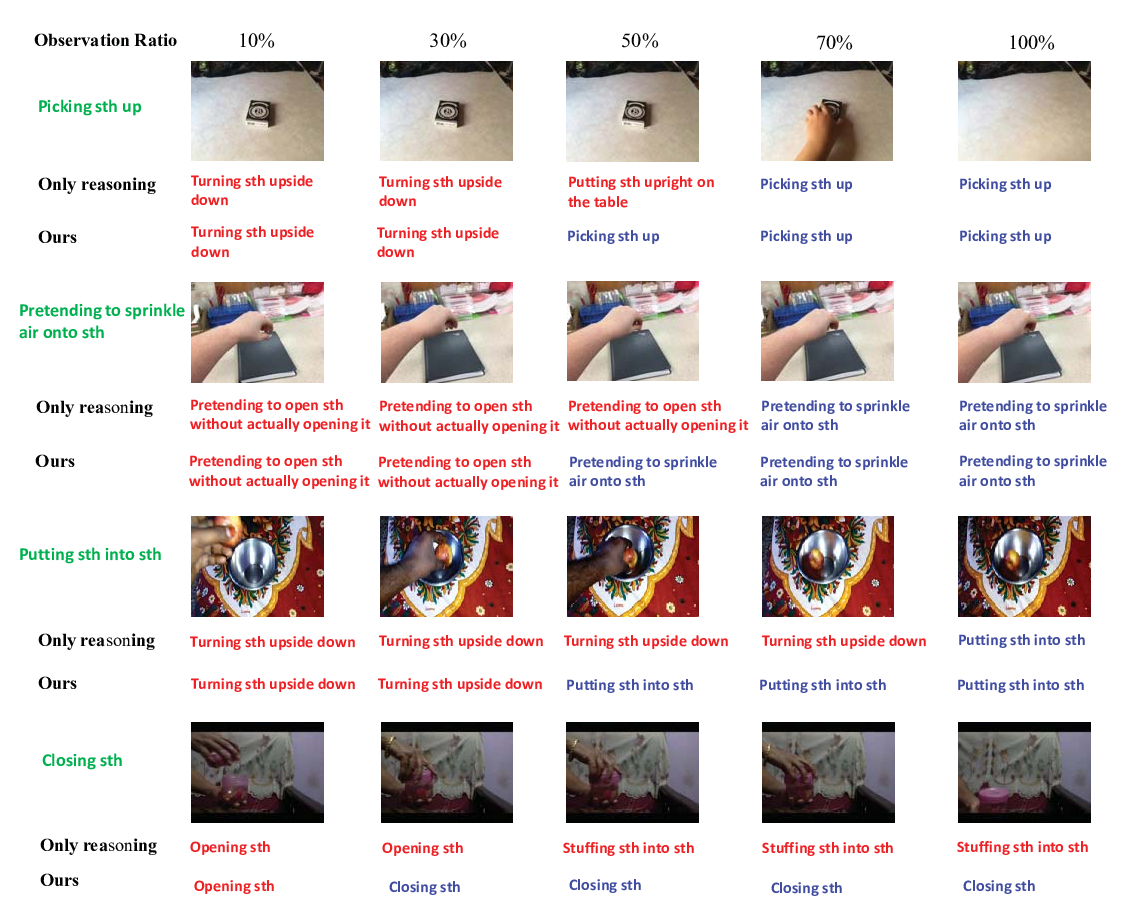 Observation Ratio 10% 30% 50% 70% 100%
Picking sth up
Only reasoning Turning sth upside down Turning sth upside down Putting sth upright on the table Picking sth up Picking sth up
Ours Turning sth upside down Turning sth upside down Picking sth up Picking sth up Picking sth up
Pretending to sprinkle air onto sth
Only reasoning Pretending to open sth without actually opening it Pretending to open sth without actually opening it Pretending to open sth without actually opening it Pretending to sprinkle air onto sth Pretending to sprinkle air onto sth
Ours Pretending to open sth without actually opening it Pretending to open sth without actually opening it Pretending to sprinkle air onto sth Pretending to sprinkle air onto sth Pretending to sprinkle air onto sth
Putting sth into sth
Only reasoning Turning sth upside down Turning sth upside down Turning sth upside down Turning sth upside down Putting sth into sth
Ours Turning sth upside down Turning sth upside down Putting sth into sth Putting sth into sth Putting sth into sth
Closing sth
Only reasoning Opening sth Opening sth Stuffing sth into sth Stuffing sth into sth Stuffing sth into sth
Ours Opening sth Closing sth Closing sth Closing sth Closing sth